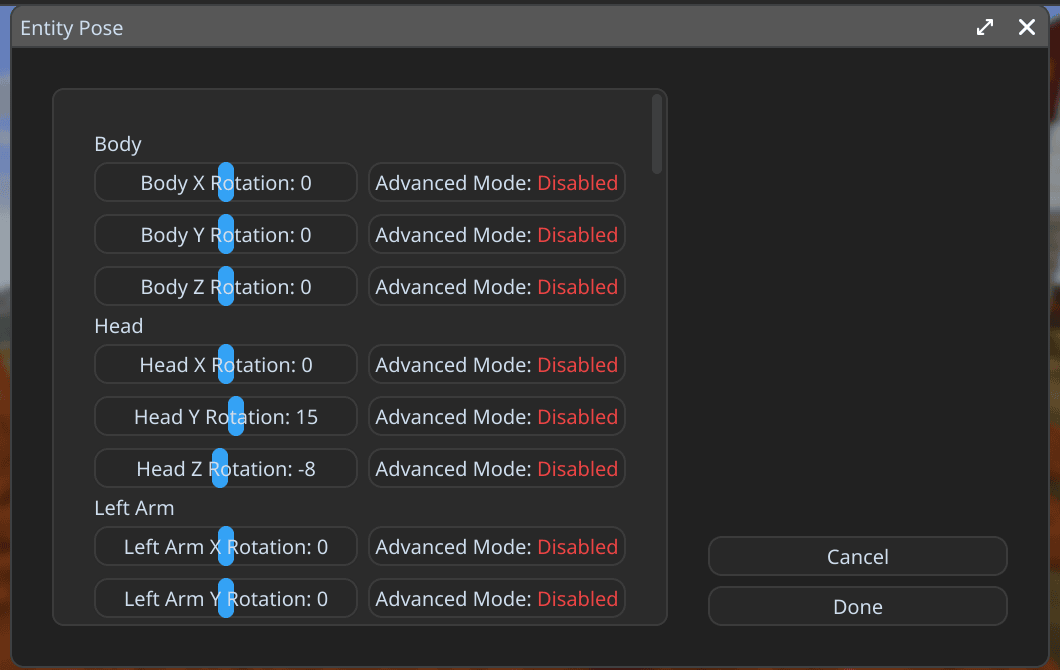 Entity Pose
Body
Body X Rotation: 0 Advanced Mode: Disabled
Body Y Rotation: 0 Advanced Mode: Disabled
Body Z Rotation: 0 Advanced Mode: Disabled
Head
Head X Rotation: 0 Advanced Mode: Disabled
Head Y Rotation: 15 Advanced Mode: Disabled
Head Z Rotation: -8 Advanced Mode: Disabled
Left Arm
Left Arm X Rotation: 0 Advanced Mode: Disabled
Left Arm Y Rotation: 0 Advanced Mode: Disabled
Cancel
Done